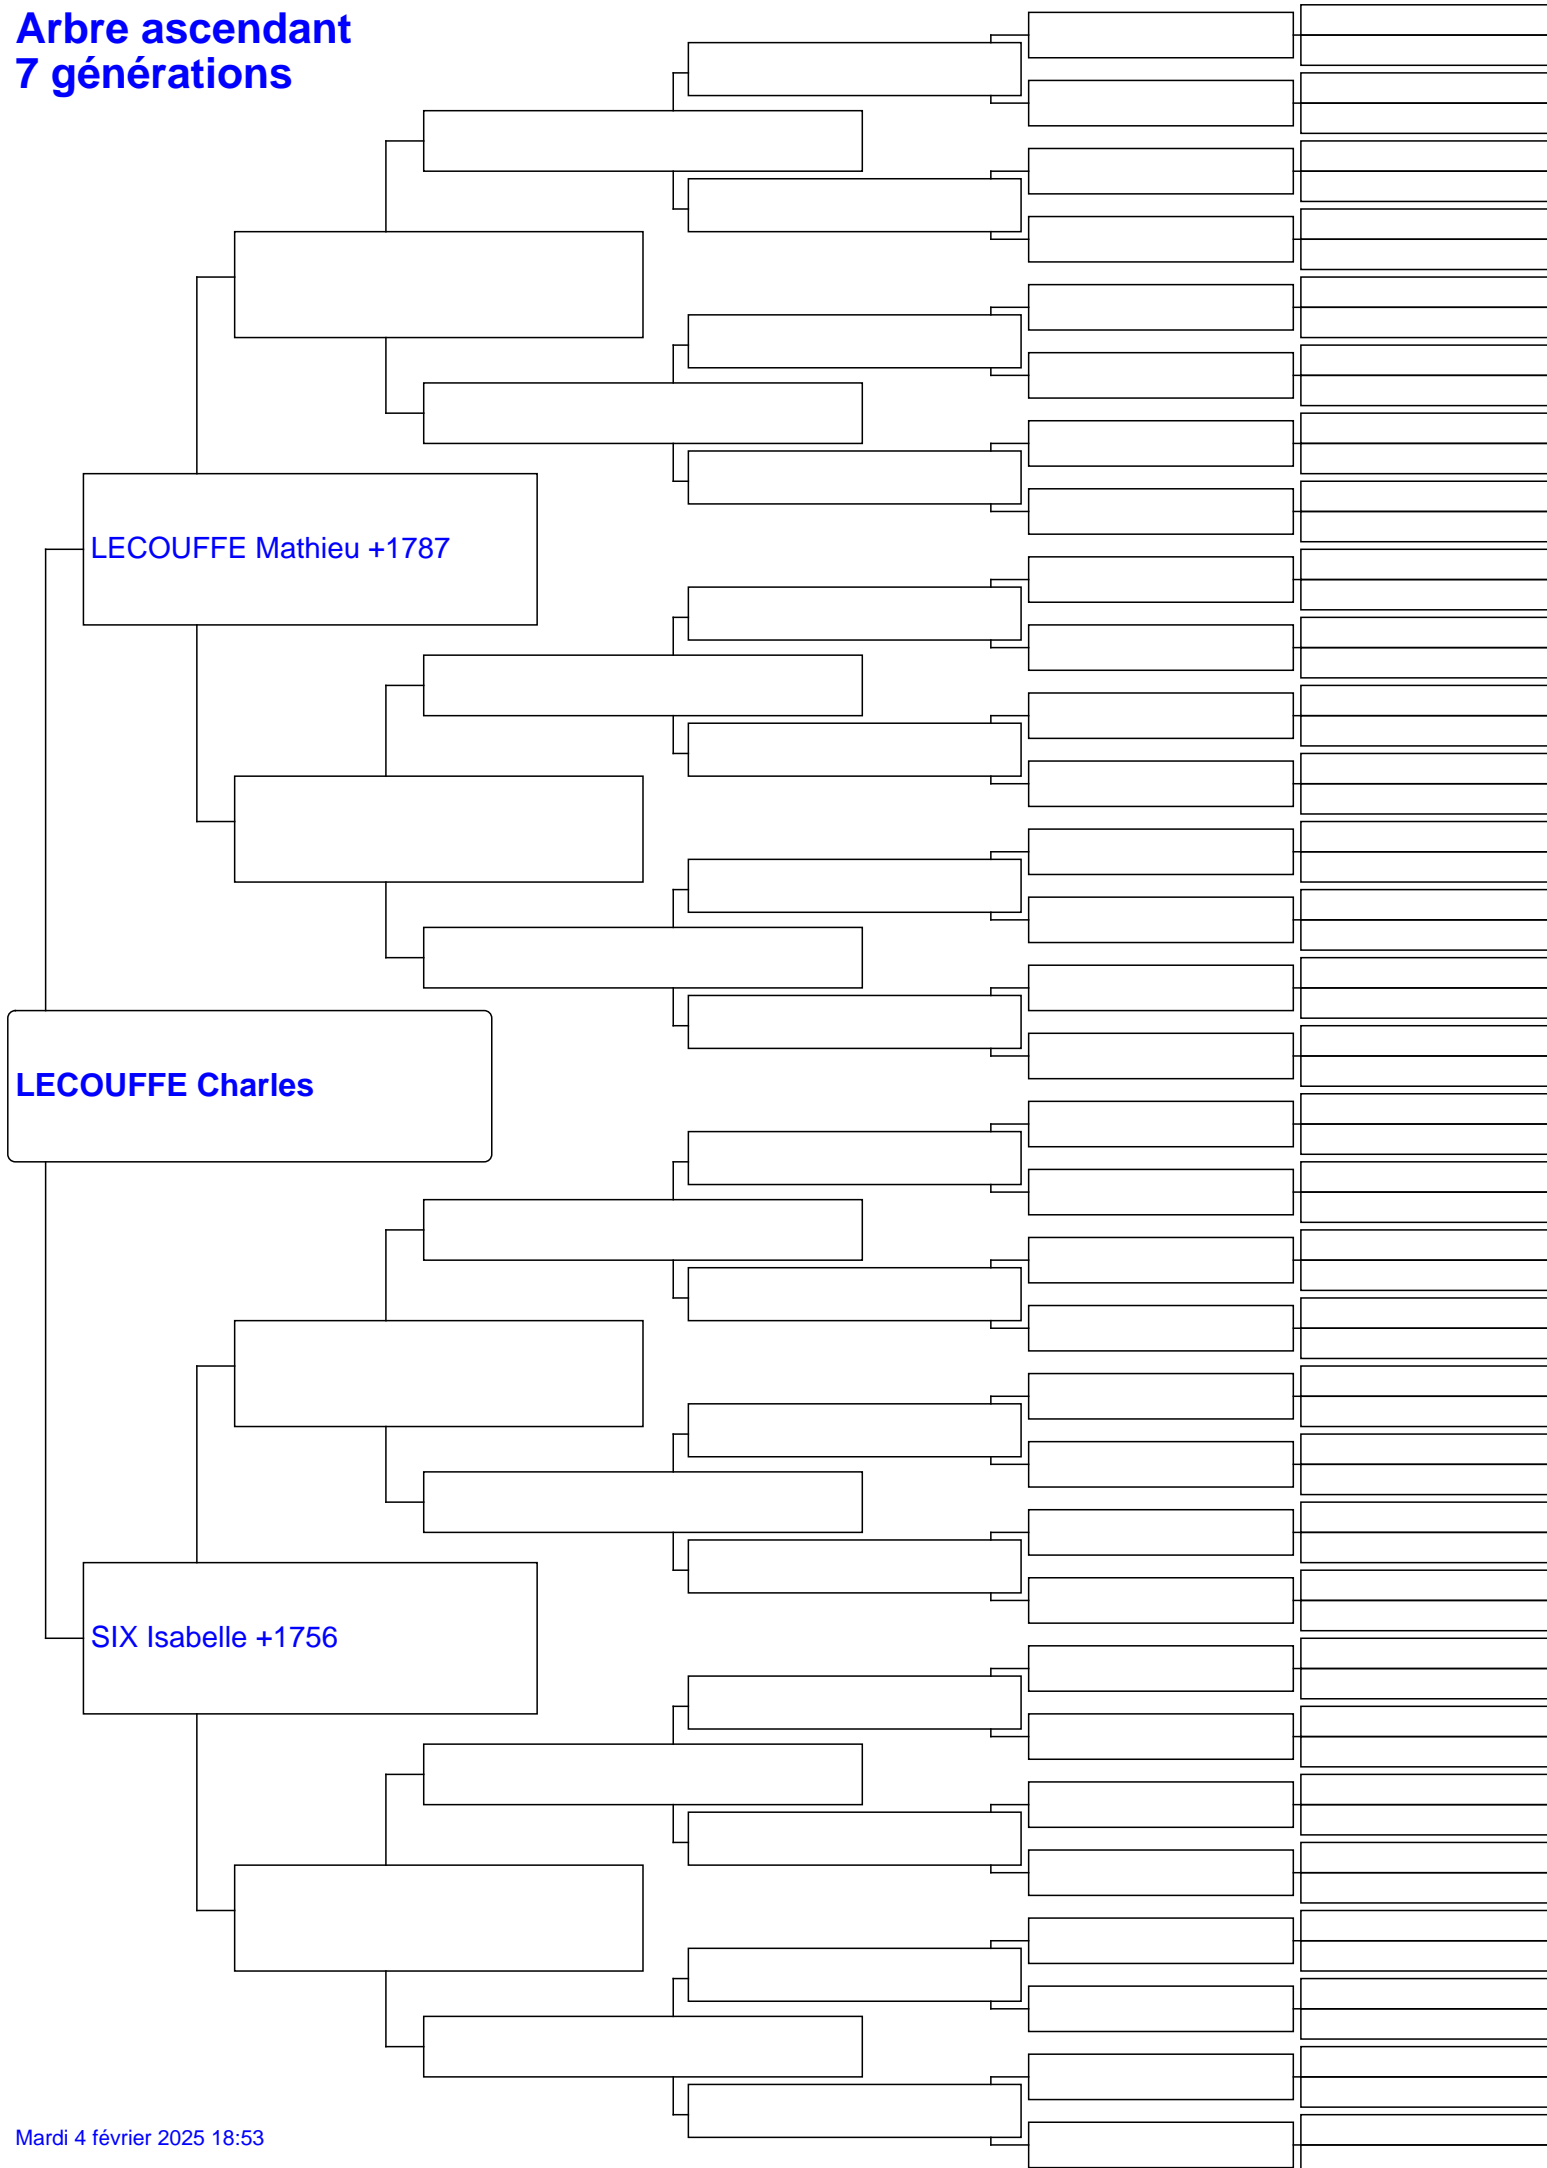 Arbre ascendant
7 générations
LECOUFFE Mathieu +1787
LECOUFFE Charles
SIX Isabelle +1756
Mardi 4 février 2025 18:53